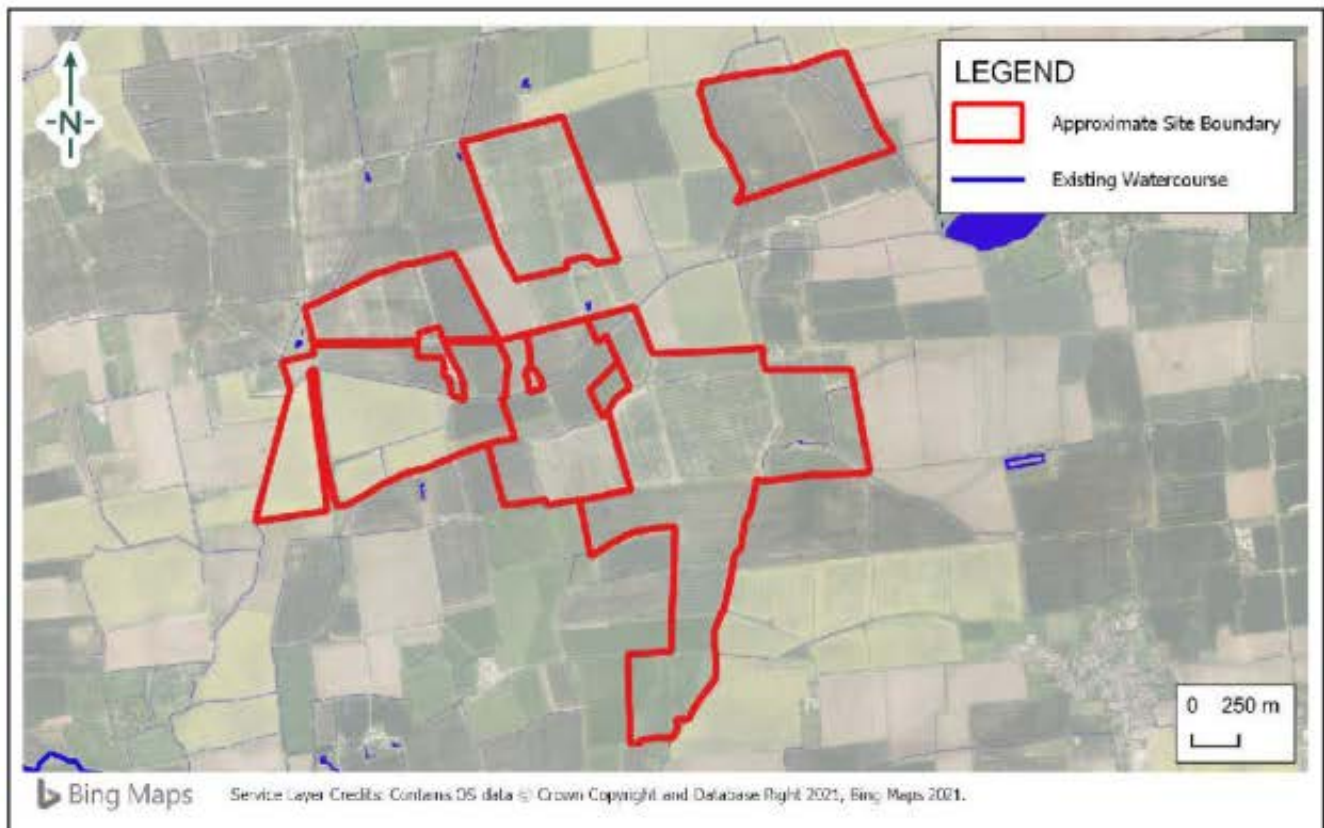 N
LEGEND
Approximate Site Boundary
Existing Watercourse
0 250 m
Bing Maps
Service Layer Credits: Contains OS data © Crown Copyright and Database Right 2021, Bing Maps 2021.